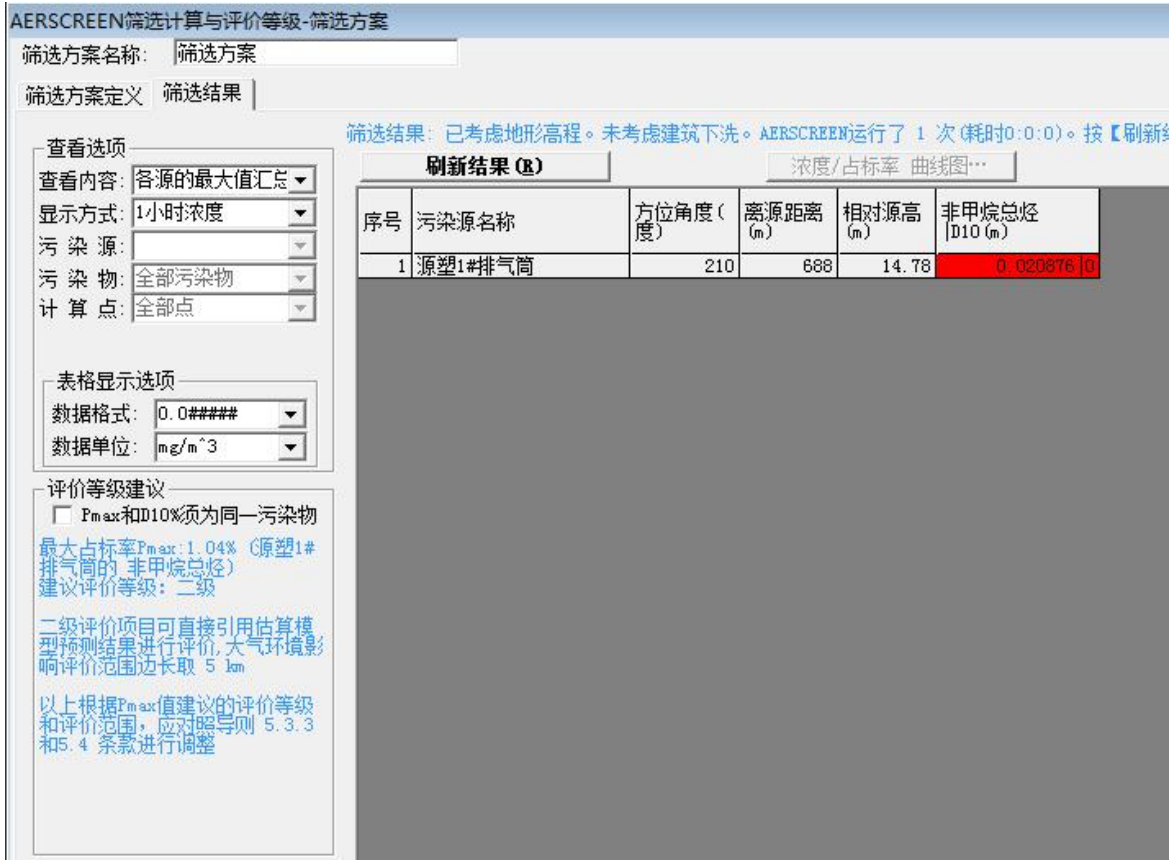 AERSCREEN筛选计算与评价等级-筛选方案
筛选方案名称: 筛选方案
筛选方案定义 筛选结果
筛选结果: 已考虑地形高程。未考虑建筑下洗。AERSCREEN运行了 1 次(耗时0:0:0)。按【刷新
查看选项
查看内容: 各源的最大值汇总
显示方式: 1小时浓度
污 染 源:
污 染 物: 全部污染物
计 算 点: 全部点
表格显示选项
数据格式: 0.0#####
数据单位: mg/m^3
评价等级建议
Pmax和D10%须为同一污染物
最大占标率Pmax:1.04% (源塑1#
排气筒的 非甲烷总烃)
建议评价等级: 二级
二级评价项目可直接引用估算模
型预测结果进行评价,大气环境影
响评价范围边长取 5 km
以上根据Pmax值建议的评价等级
和评价范围,应对照导则 5.3.3
和5.4 条款进行调整
刷新结果(R) 浓度/占标率 曲线图…
序号 污染源名称 方位角度(度) 离源距离(m) 相对源高(m) 非甲烷总烃|D10(m)
1 源塑1#排气筒 210 688 14.78 0.020876|0